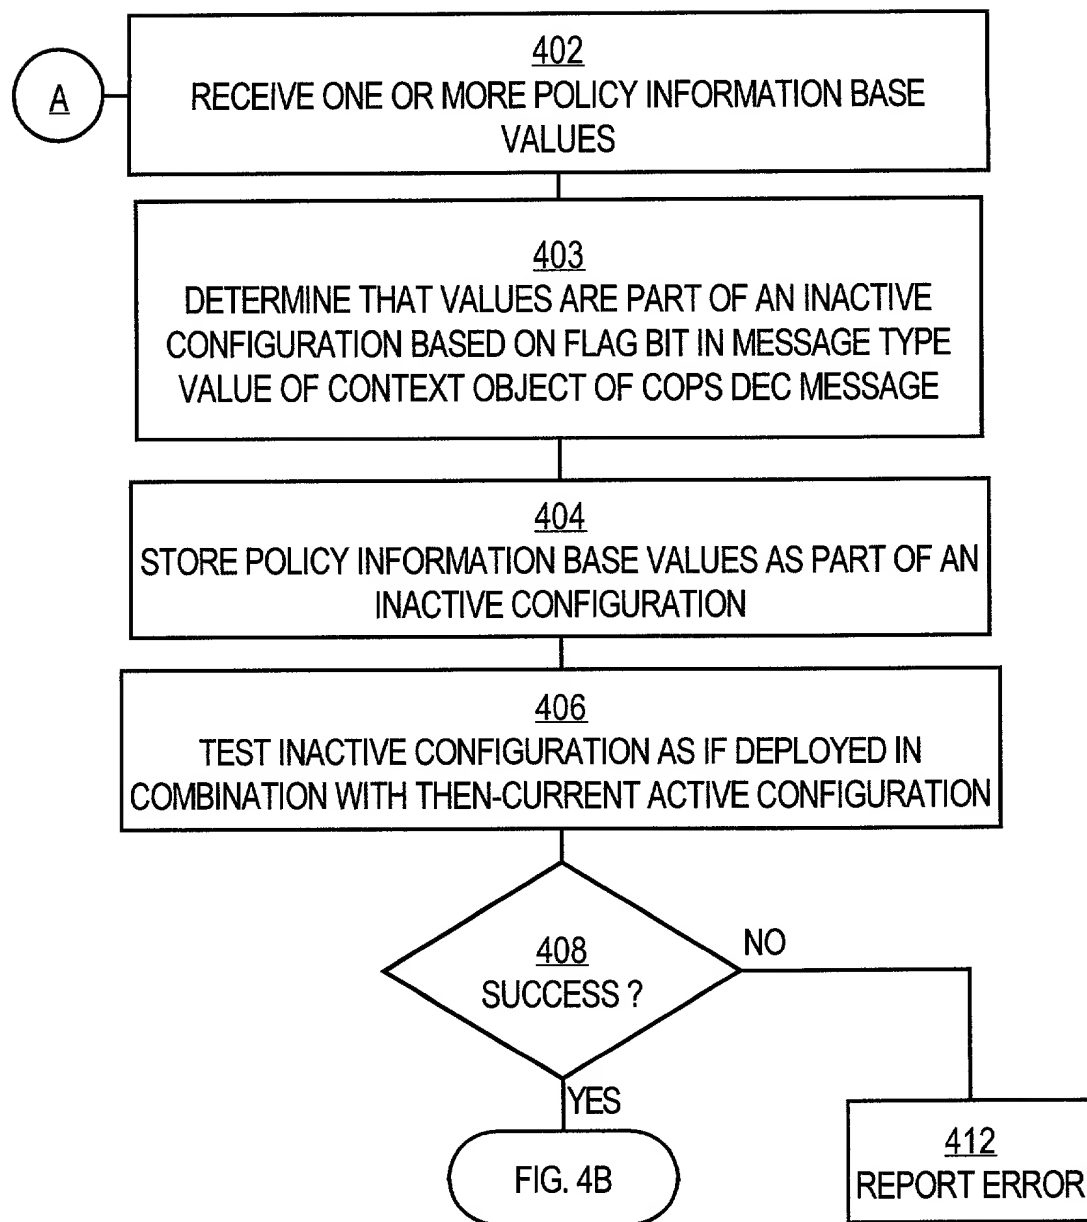 A
402
RECEIVE ONE OR MORE POLICY INFORMATION BASE
VALUES
403
DETERMINE THAT VALUES ARE PART OF AN INACTIVE
CONFIGURATION BASED ON FLAG BIT IN MESSAGE TYPE
VALUE OF CONTEXT OBJECT OF COPS DEC MESSAGE
404
STORE POLICY INFORMATION BASE VALUES AS PART OF AN
INACTIVE CONFIGURATION
406
TEST INACTIVE CONFIGURATION AS IF DEPLOYED IN
COMBINATION WITH THEN-CURRENT ACTIVE CONFIGURATION
408
SUCCESS ?
NO
YES
FIG. 4B
412
REPORT ERROR